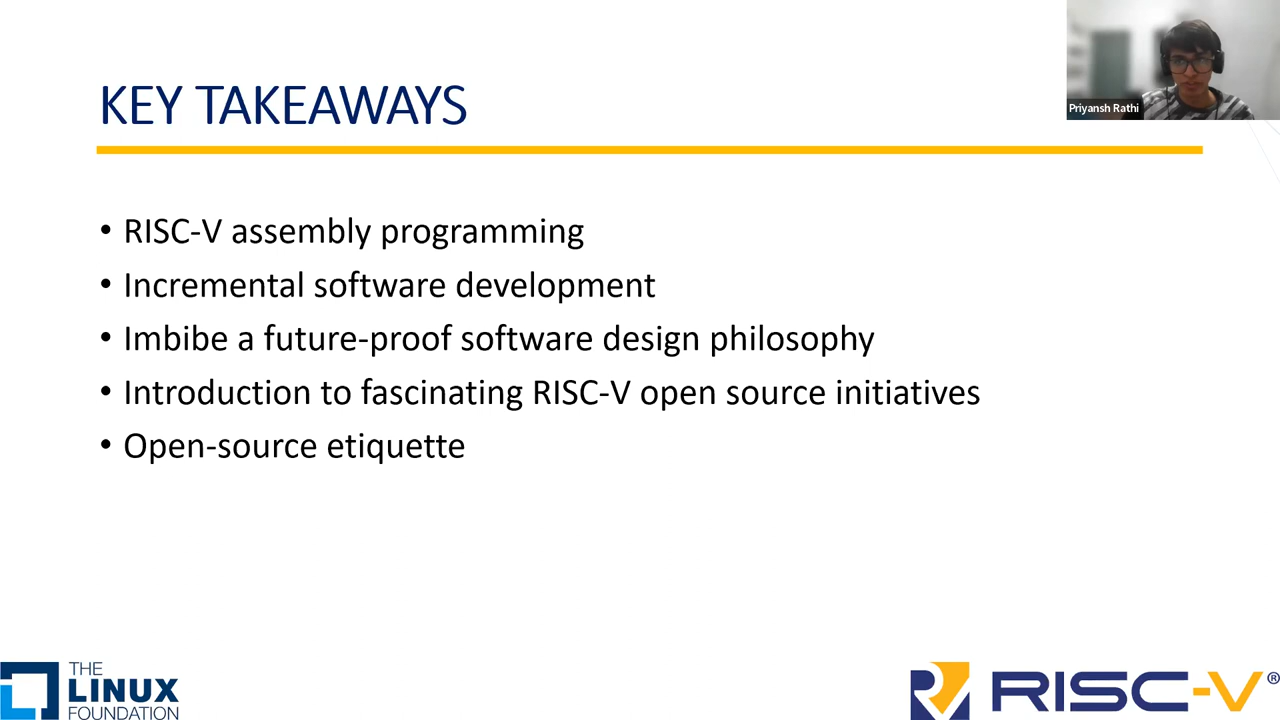 Priyansh Rathi
KEY TAKEAWAYS
• RISC-V assembly programming
• Incremental software development
• Imbibe a future-proof software design philosophy
• Introduction to fascinating RISC-V open source initiatives
• Open-source etiquette
THE
LINUX
FOUNDATION
RISC-V®